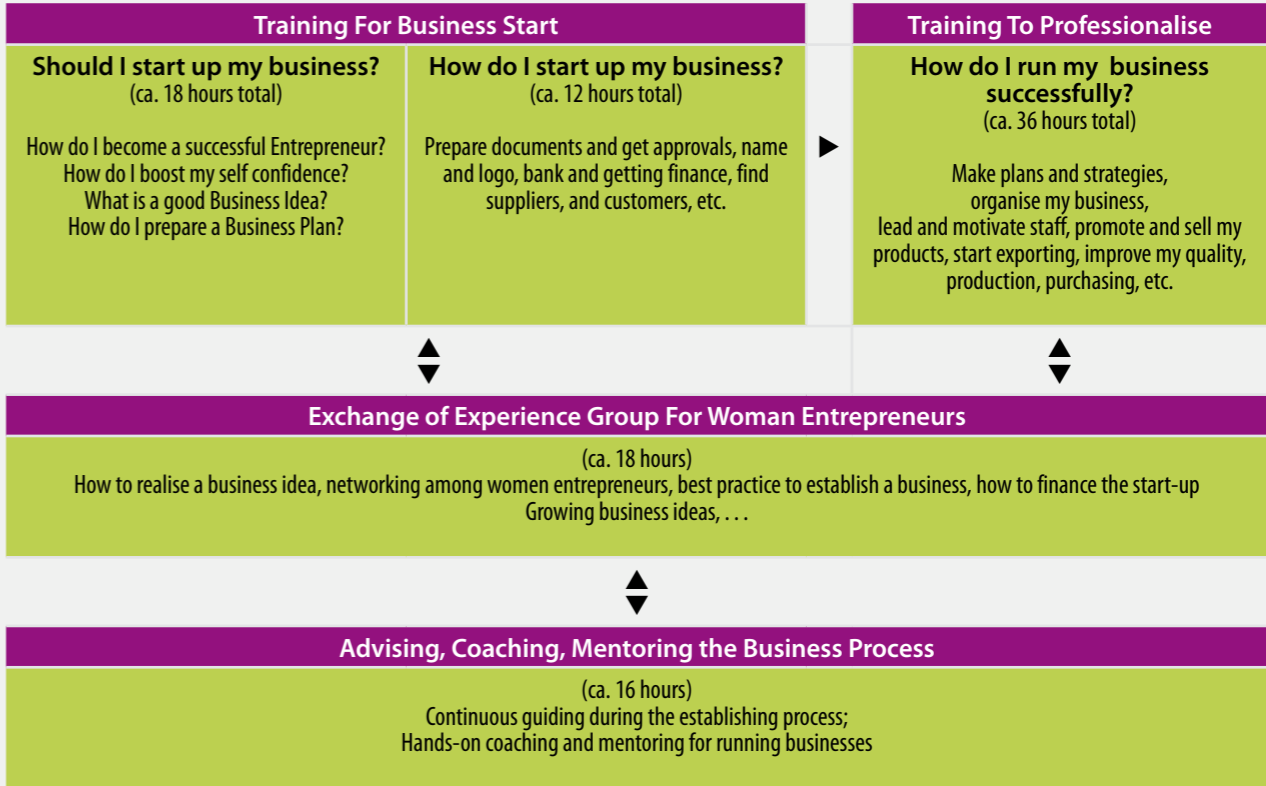 Training For Business Start
Should I start up my business?
(ca. 18 hours total)
How do I become a successful Entrepreneur?
How do I boost my self confidence?
What is a good Business Idea?
How do I prepare a Business Plan?
How do I start up my business?
(ca. 12 hours total)
Prepare documents and get approvals, name
and logo, bank and getting finance, find
suppliers, and customers, etc.
Training To Professionalise
How do I run my business
successfully?
(ca. 36 hours total)
Make plans and strategies,
organise my business,
lead and motivate staff, promote and sell my
products, start exporting, improve my quality,
production, purchasing, etc.
Exchange of Experience Group For Woman Entrepreneurs
(ca. 18 hours)
How to realise a business idea, networking among women entrepreneurs, best practice to establish a business, how to finance the start-up
Growing business ideas, . . .
Advising, Coaching, Mentoring the Business Process
(ca. 16 hours)
Continuous guiding during the establishing process;
Hands-on coaching and mentoring for running businesses